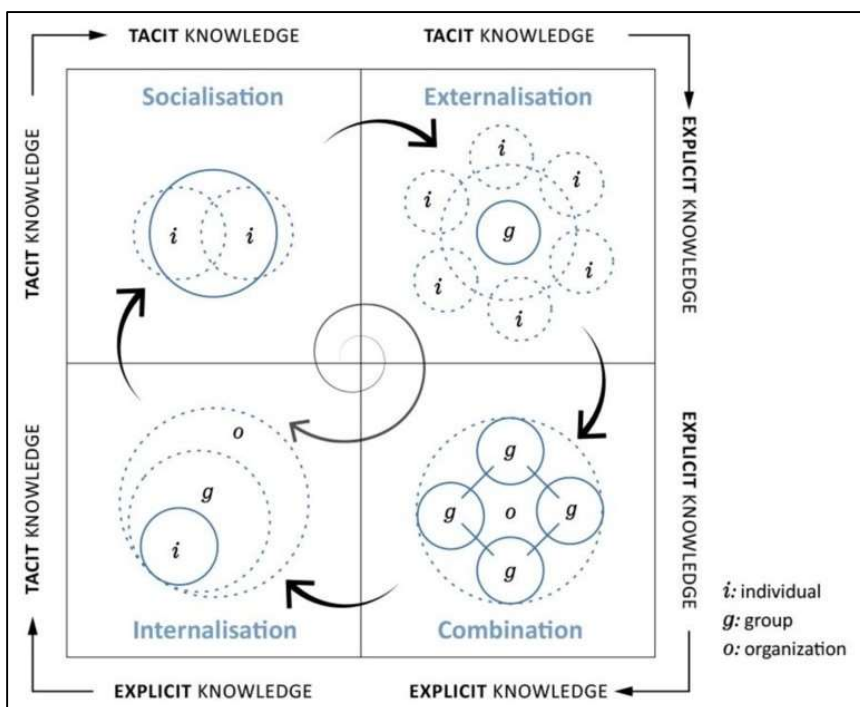 TACIT KNOWLEDGE
TACIT KNOWLEDGE
Socialisation
Externalisation
TACIT KNOWLEDGE
EXPLICIT KNOWLEDGE
i
i
i
i
i
g
i
i
i
TACIT KNOWLEDGE
EXPLICIT KNOWLEDGE
o
g
i
g
g
o
g
g
Internalisation
Combination
i: individual
g: group
o: organization
EXPLICIT KNOWLEDGE
EXPLICIT KNOWLEDGE